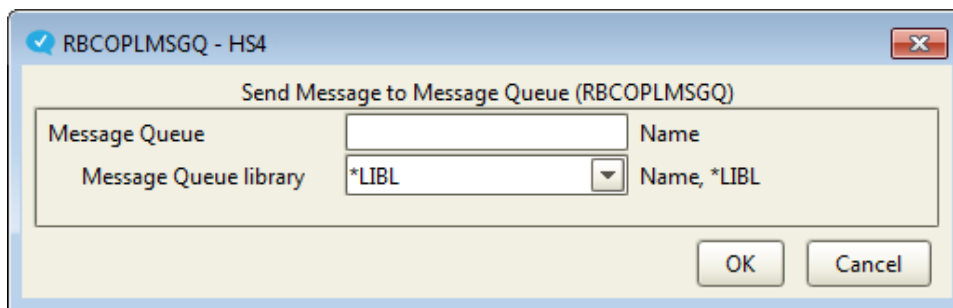 RBCOPLMSGQ - HS4
Send Message to Message Queue (RBCOPLMSGQ)
Message Queue Name
Message Queue library *LIBL Name, *LIBL
OK Cancel